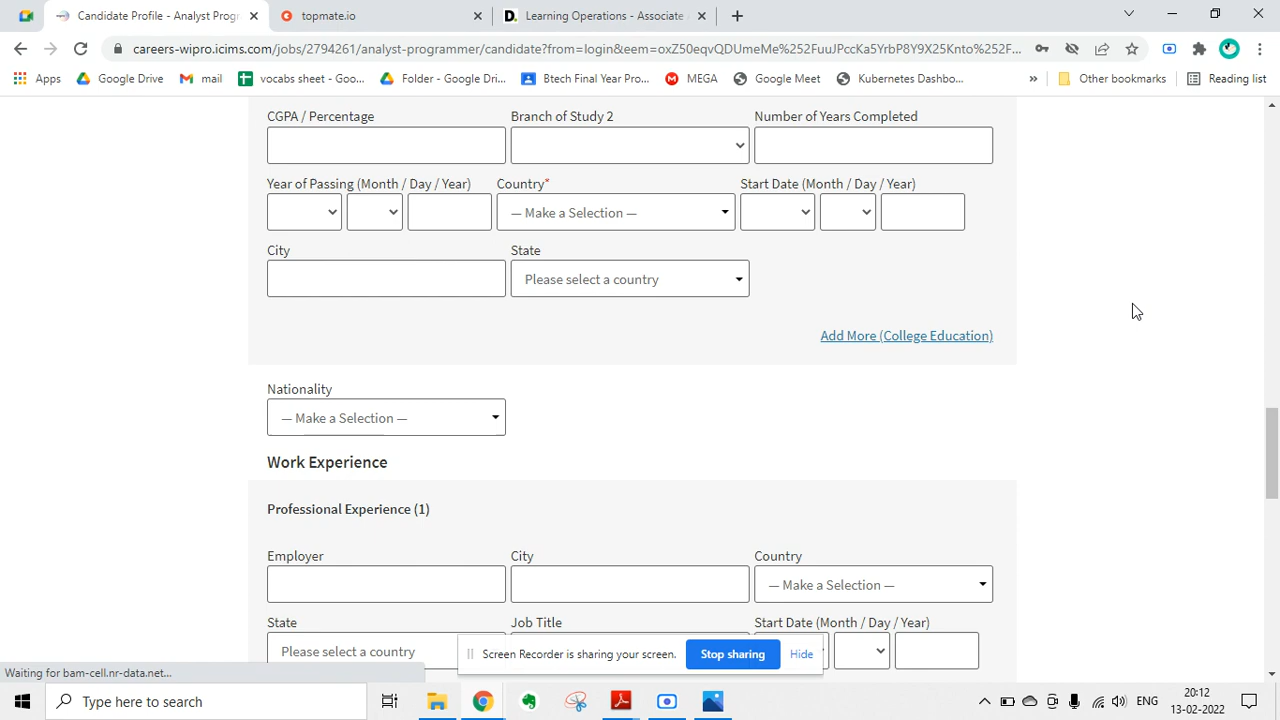 Candidate Profile - Analyst Progr
topmate.io
Learning Operations - Associate
careers-wipro.icims.com/jobs/2794261/analyst-programmer/candidate?from=login&eem=oxZ50eqvQDUmeMe%252FuuJPccKa5YrbP8Y9X25Knto%252F...
Apps
Google Drive
mail
vocabs sheet - Goo...
Folder - Google Dri...
Btech Final Year Pro...
MEGA
Google Meet
Kubernetes Dashbo...
»
Other bookmarks
Reading list
CGPA / Percentage
Branch of Study 2
Number of Years Completed
Year of Passing (Month / Day / Year)
Country*
Start Date (Month / Day / Year)
— Make a Selection —
City
State
Please select a country
Add More (College Education)
Nationality
— Make a Selection —
Work Experience
Professional Experience (1)
Employer
City
Country
— Make a Selection —
State
Job Title
Start Date (Month / Day / Year)
Please select a country
Screen Recorder is sharing your screen.
Stop sharing
Hide
Waiting for bam-cell.nr-data.net...
Type here to search
ENG
20:12
13-02-2022